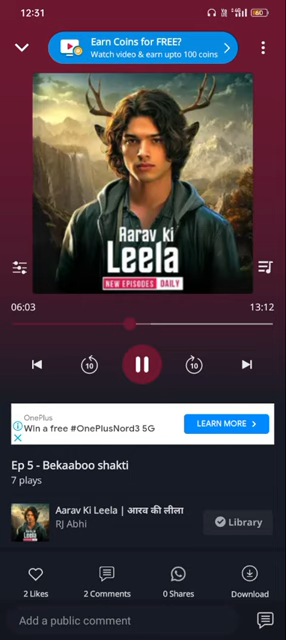 12:31
Earn Coins for FREE?
Watch video & earn upto 100 coins
Aarav ki
Leela
NEW EPISODES DAILY
06:03
13:12
10
10
OnePlus
Win a free #OnePlusNord3 5G
LEARN MORE
Ep 5 - Bekaaboo shakti
7 plays
Aarav Ki Leela | आरव की लीला
RJ Abhi
Library
2 Likes
2 Comments
0 Shares
Download
Add a public comment